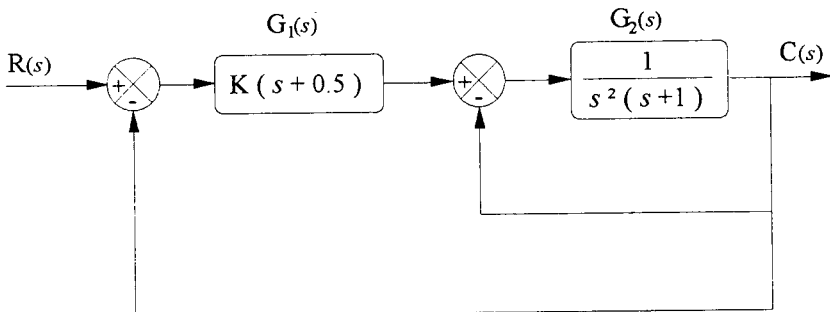 G₁(s)
G₂(s)
R(s)
+
-
K ( s + 0.5 )
+
-
1
s² ( s+1 )
C(s)